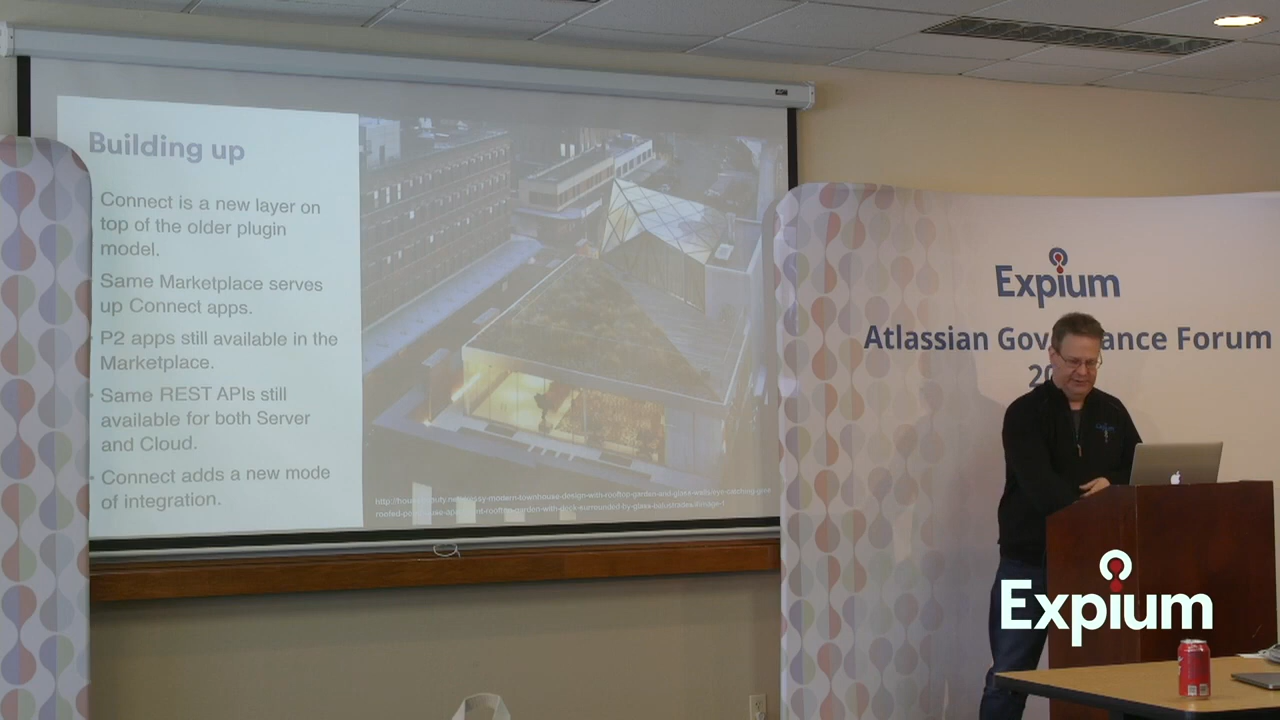 Building up
Connect is a new layer on
top of the older plugin
model.
Same Marketplace serves
up Connect apps.
P2 apps still available in the
Marketplace.
Same REST APIs still
available for both Server
and Cloud.
Connect adds a new mode
of integration.
Expium
Atlassian Gov ance Forum
20
Expium